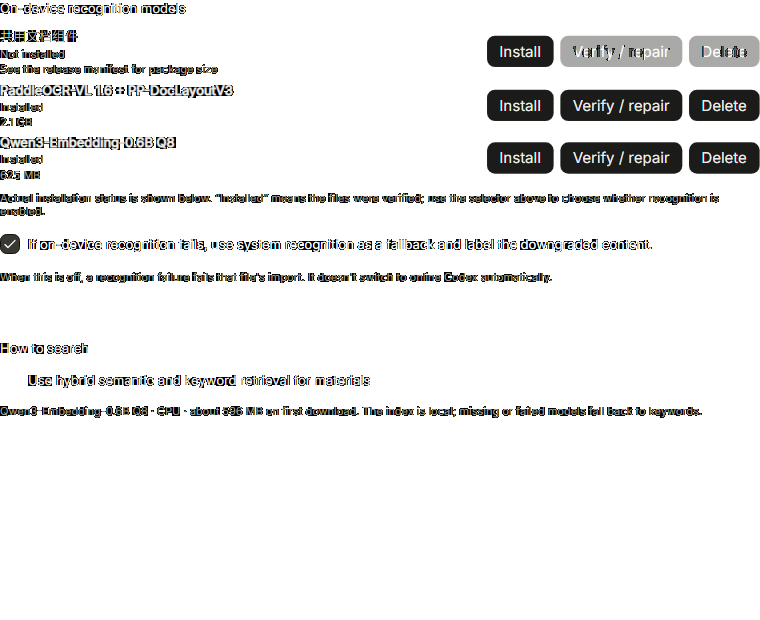 On-device recognition models
共用文档组件
Not installed
See the release manifest for package size
Install Verify / repair Delete
PaddleOCR-VL 1.6 + PP-DocLayoutV3
Installed
2.1 GB
Install Verify / repair Delete
Qwen3-Embedding-0.6B Q8
Installed
MB
Install Verify / repair Delete
Actual installation status is shown below. "Installed" means the files were verified; use the selector above to choose whether recognition is
enabled.
If on-device recognition fails, use system recognition as a fallback and label the downgraded content.
When this is off, a recognition failure fails that file's import. It doesn't switch to online Codex automatically.
How to search
Use hybrid semantic and keyword retrieval for materials
Qwen3-Embedding-0.6B Q8 · CPU · about MB on first download. The index is local; missing or failed models fall back to keywords.